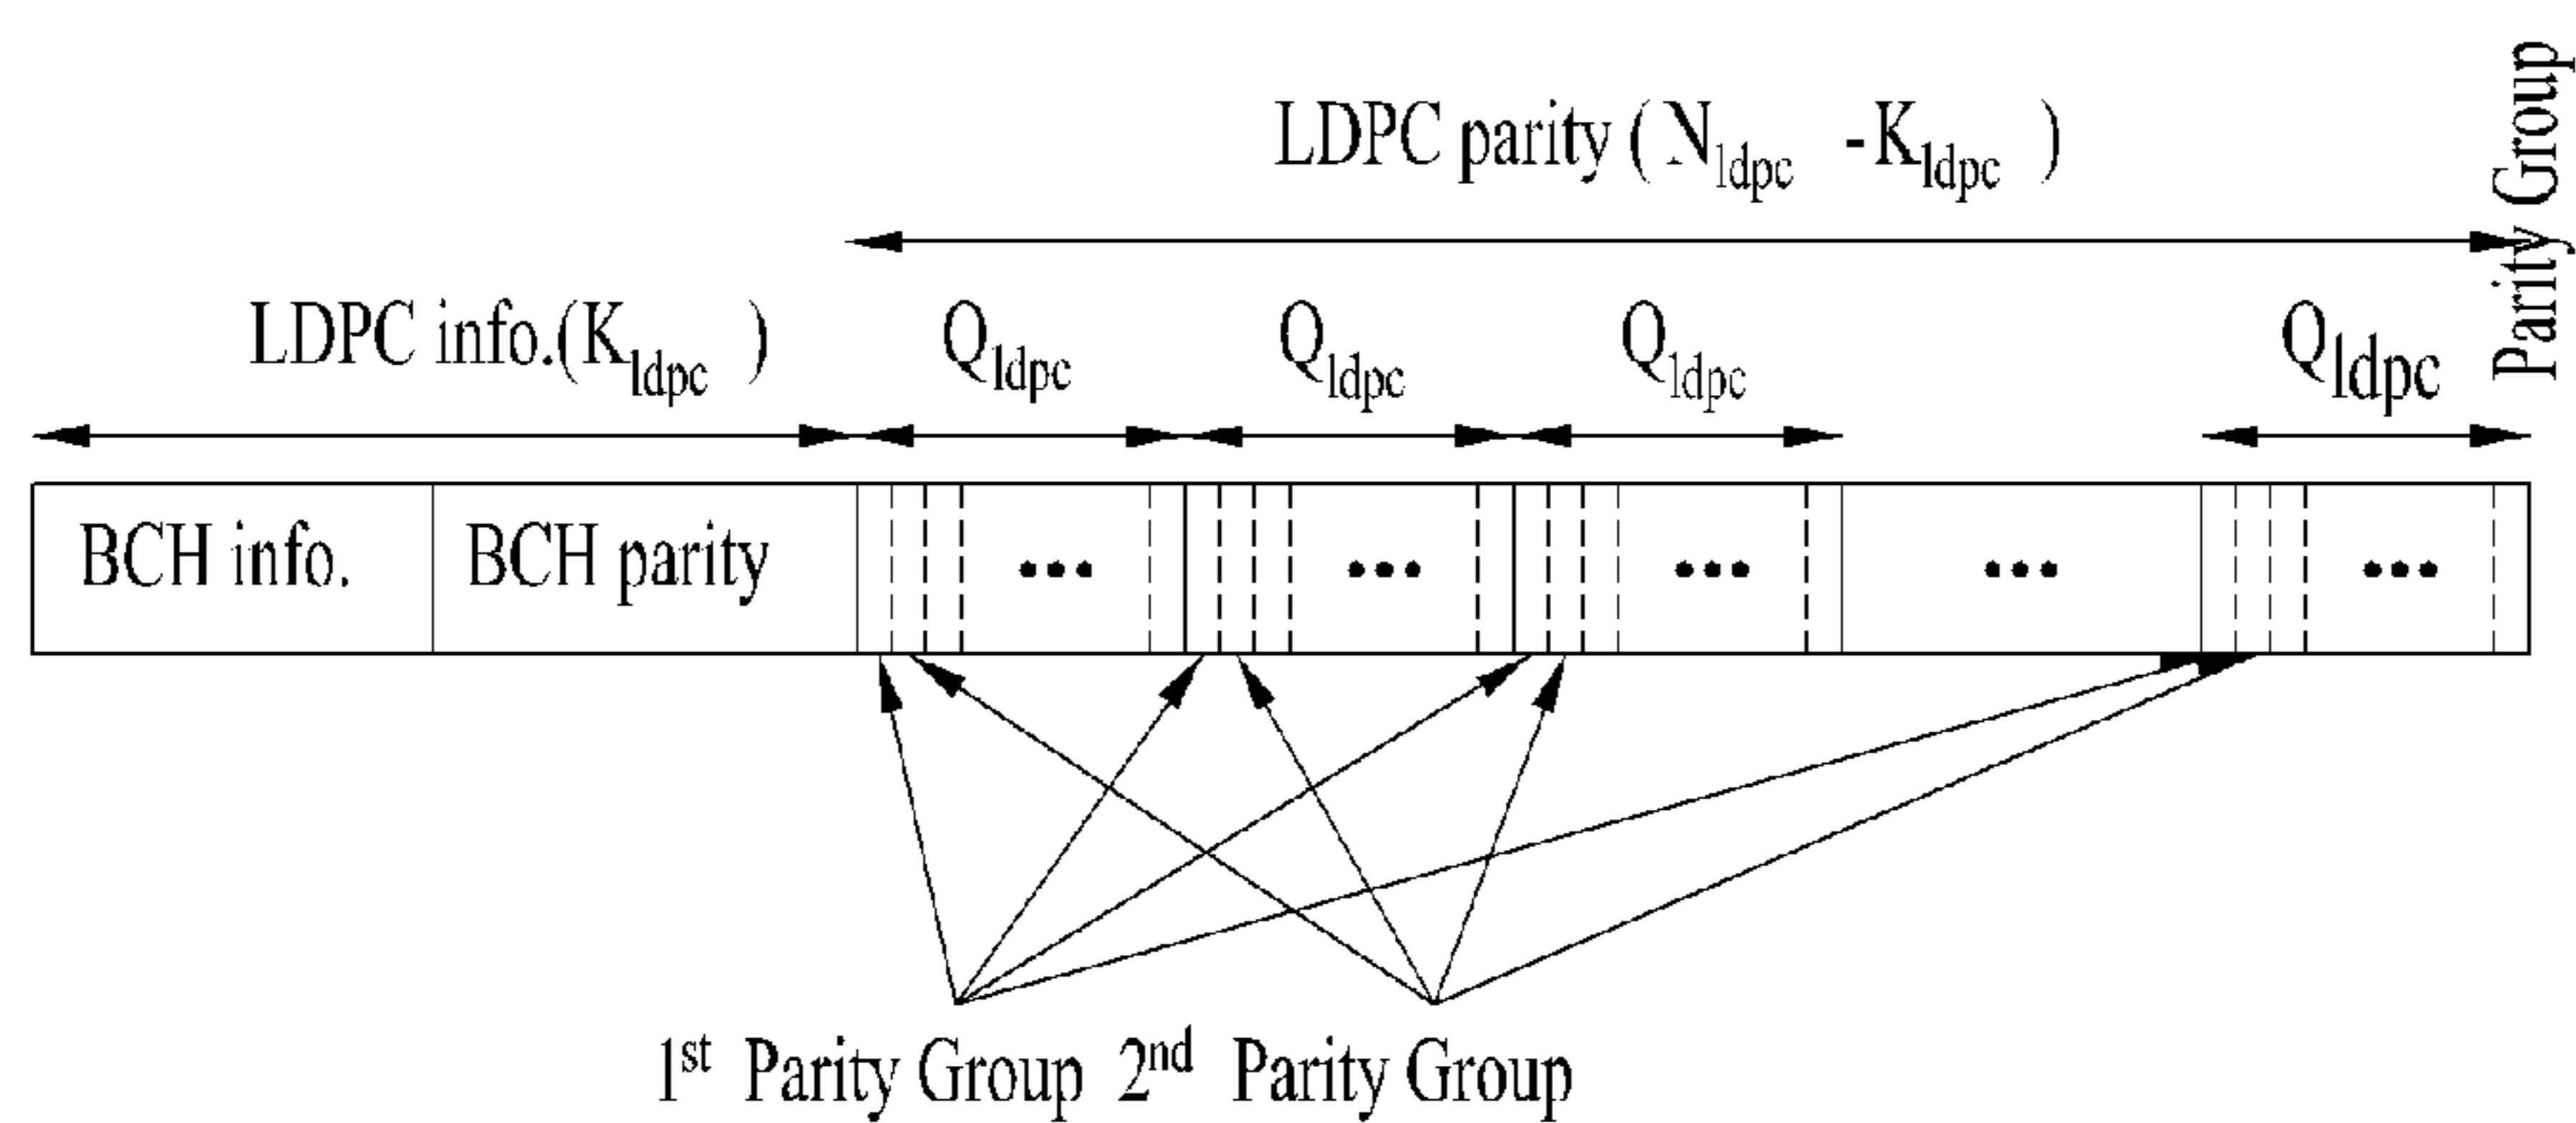 LDPC parity ( Nldpc - Kldpc )
Parity Group
LDPC info.(Kldpc ) Qldpc Qldpc Qldpc Qldpc
BCH info. BCH parity ••• ••• ••• ••• •••
1st Parity Group 2nd Parity Group